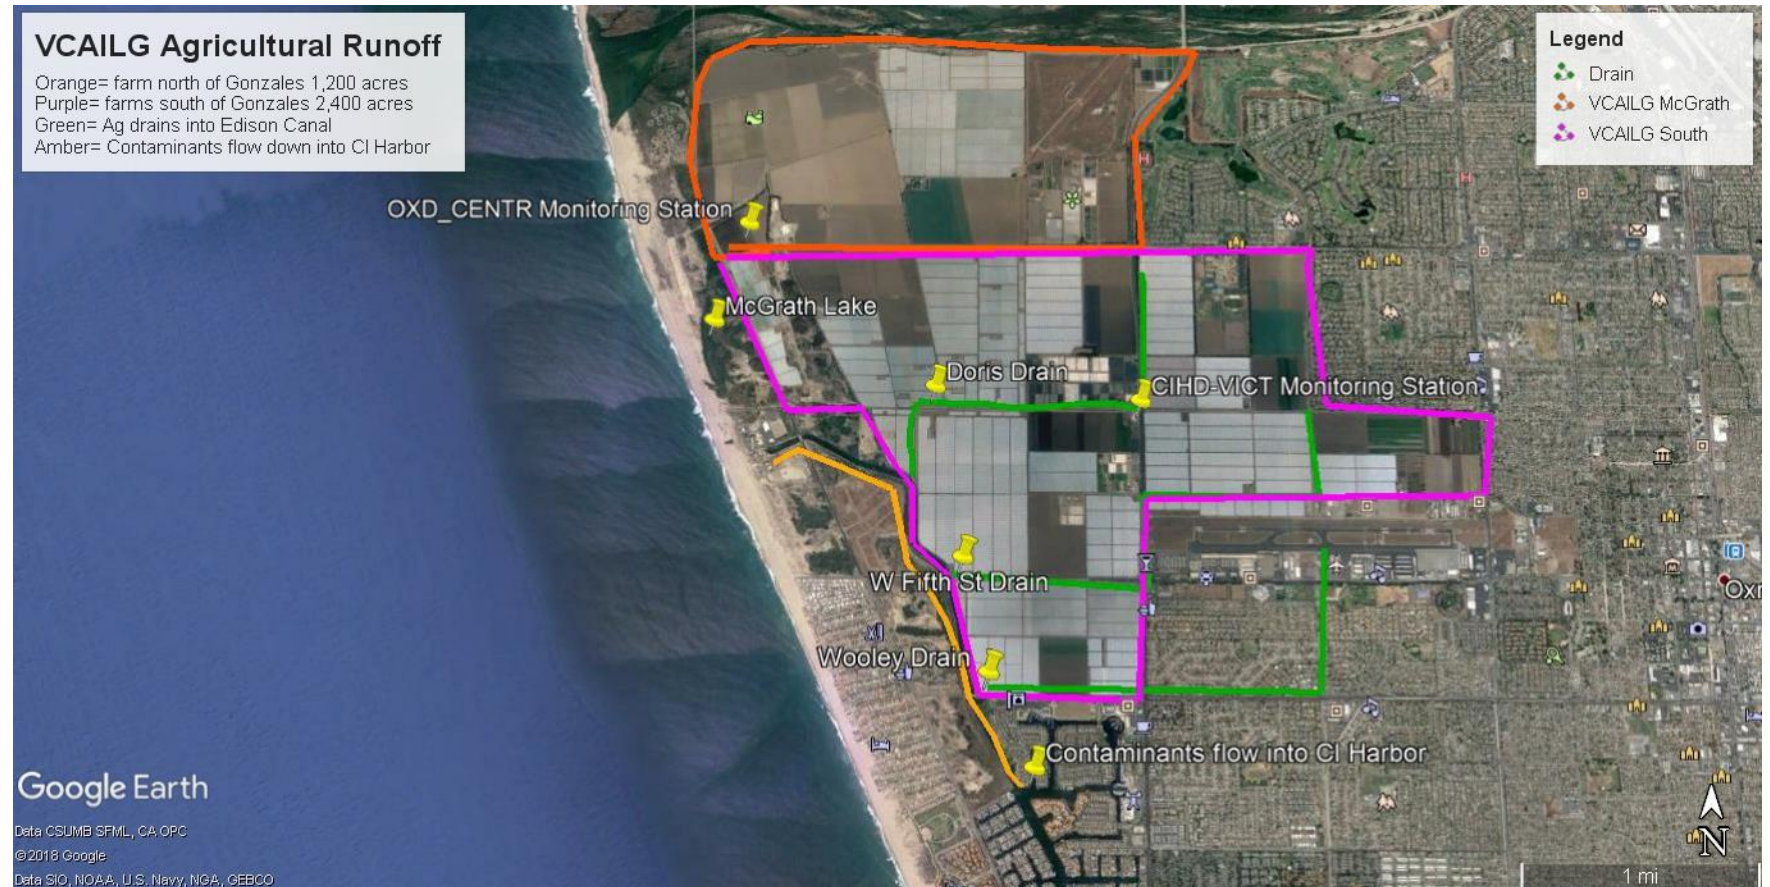 VCAILG Agricultural Runoff
Orange= farm north of Gonzales 1,200 acres
Purple= farms south of Gonzales 2,400 acres
Green= Ag drains into Edison Canal
Amber= Contaminants flow down into CI Harbor
Legend
Drain
VCAILG McGrath
VCAILG South
OXD_CENTR Monitoring Station
McGrath Lake
Doris Drain
CIHD-VICT Monitoring Station
W Fifth St Drain
Oxr
Wooley Drain
Contaminants flow into CI Harbor
Google Earth
N
Data CSUMB SFML, CA OPC
©2018 Google
Data SIO, NOAA, U.S. Navy, NGA, GEBCO
1 mi